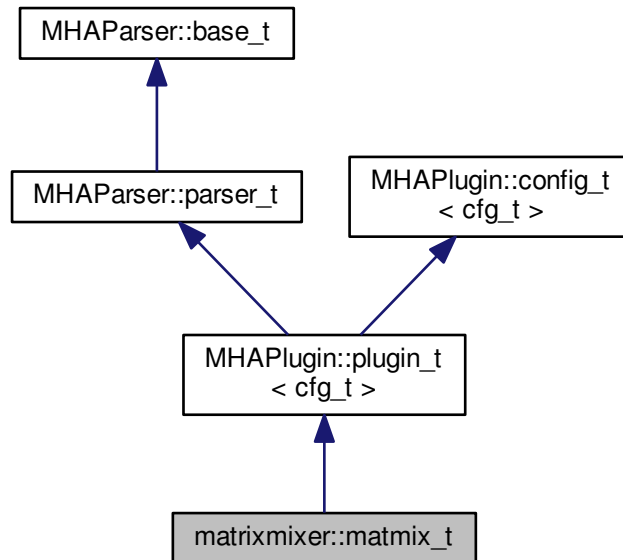 MHAParser::base_t
MHAParser::parser_t
MHAPlugin::config_t
< cfg_t >
MHAPlugin::plugin_t
< cfg_t >
matrixmixer::matmix_t